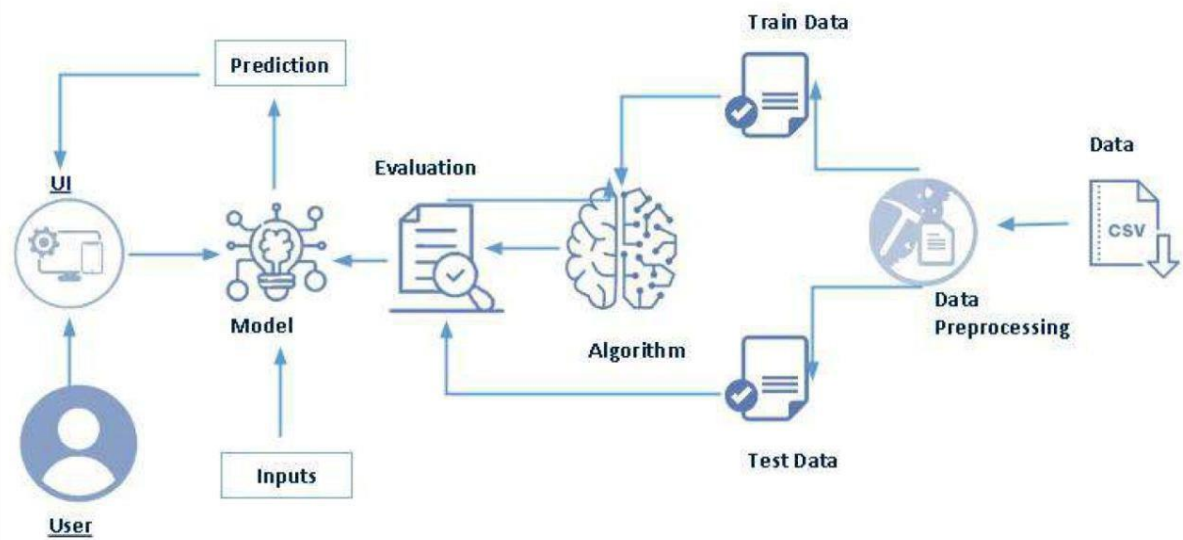 Train Data
Prediction
Data
Evaluation
UI
CSV
Data
Preprocessing
Model
Algorithm
Test Data
Inputs
User